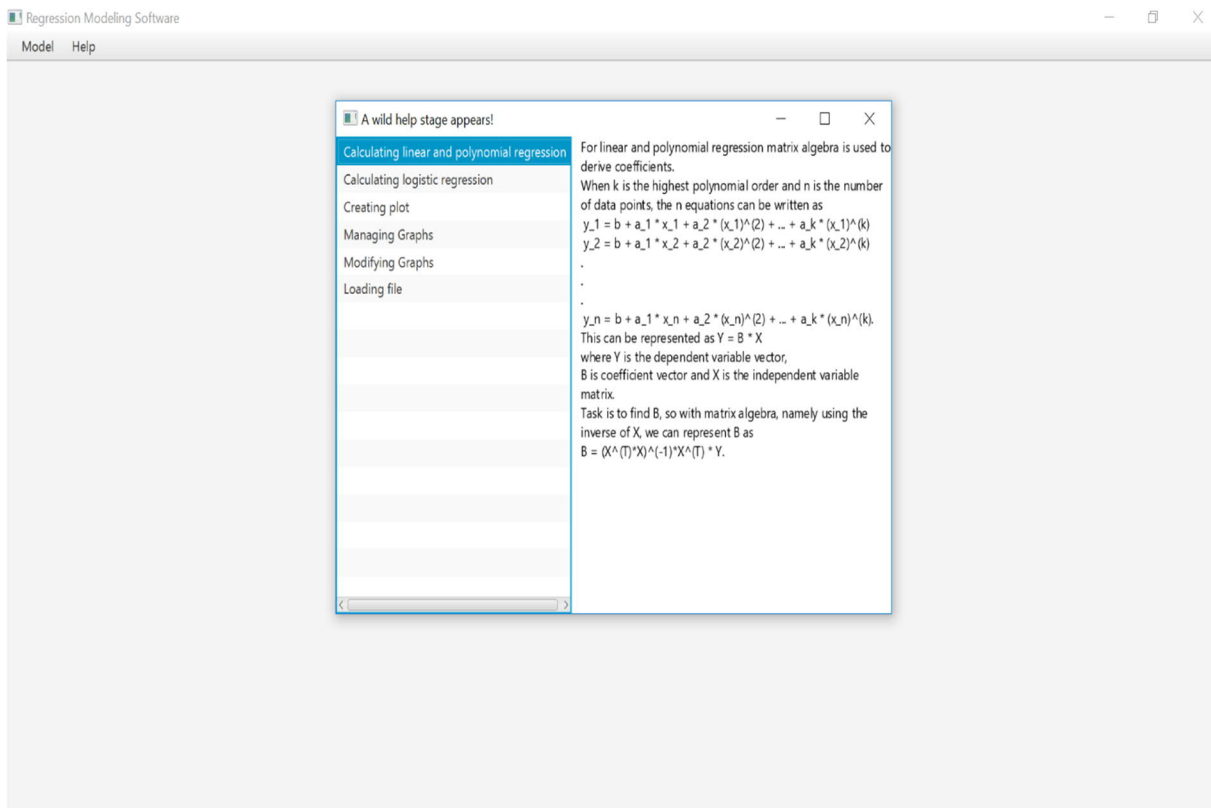 Regression Modeling Software
Model Help
A wild help stage appears!
Calculating linear and polynomial regression
Calculating logistic regression
Creating plot
Managing Graphs
Modifying Graphs
Loading file
For linear and polynomial regression matrix algebra is used to
derive coefficients.
When k is the highest polynomial order and n is the number
of data points, the n equations can be written as
y_1 = b + a_1 * x_1 + a_2 * (x_1)^(2) + ... + a_k * (x_1)^(k)
y_2 = b + a_1 * x_2 + a_2 * (x_2)^(2) + ... + a_k * (x_2)^(k)
.
.
.
y_n = b + a_1 * x_n + a_2 * (x_n)^(2) + ... + a_k * (x_n)^(k).
This can be represented as Y = B * X
where Y is the dependent variable vector,
B is coefficient vector and X is the independent variable
matrix.
Task is to find B, so with matrix algebra, namely using the
inverse of X, we can represent B as
B = (X^(T)*X)^(-1)*X^(T) * Y.